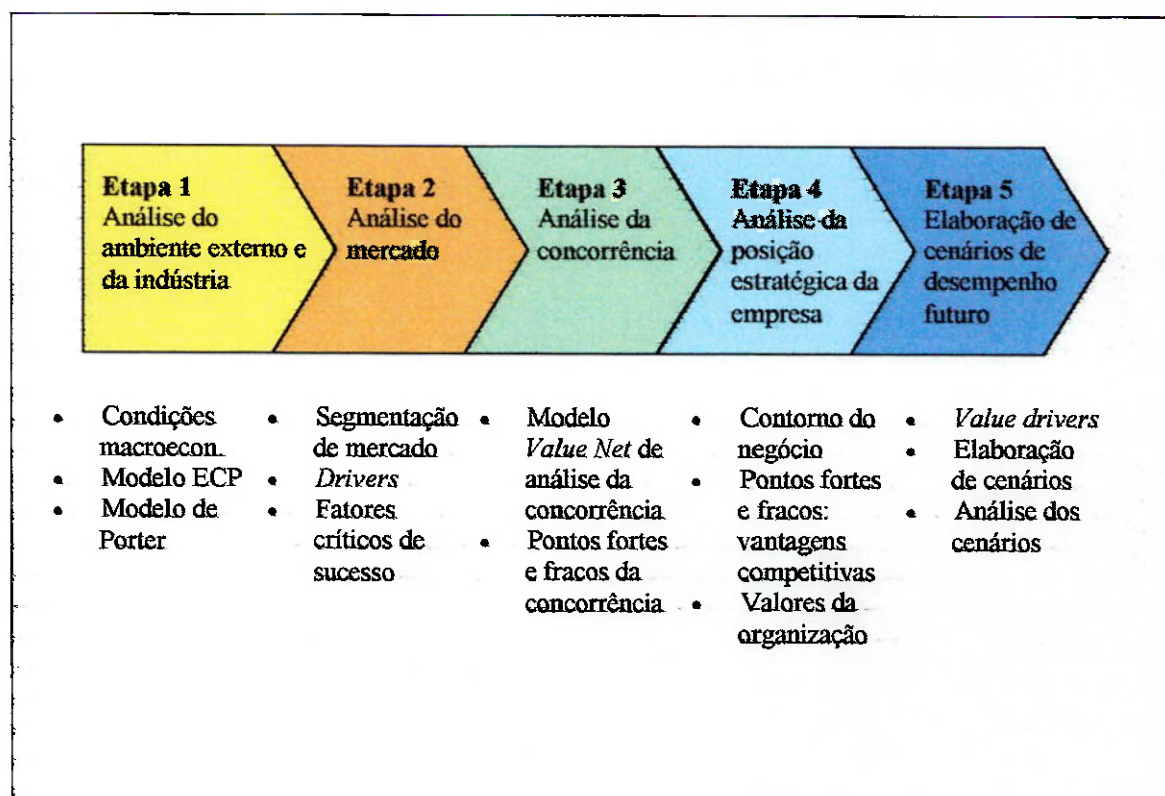 Etapa 1
Análise do
ambiente externo e
da indústria
Etapa 2
Análise do
mercado
Etapa 3
Análise da
concorrência
Etapa 4
Análise da
posição
estratégica da
empresa
Etapa 5
Elaboração de
cenários de
desempenho
futuro
• Condições
macroecon.
• Modelo ECP
• Modelo de
Porter
• Segmentação
de mercado
• Drivers
• Fatores
críticos de
sucesso
• Modelo
Value Net de
análise da
concorrência
• Pontos fortes
e fracos da
concorrência
• Contorno do
negócio
• Pontos fortes
e fracos:
vantagens
competitivas
• Valores da
organização
• Value drivers
• Elaboração
de cenários
• Análise dos
cenários